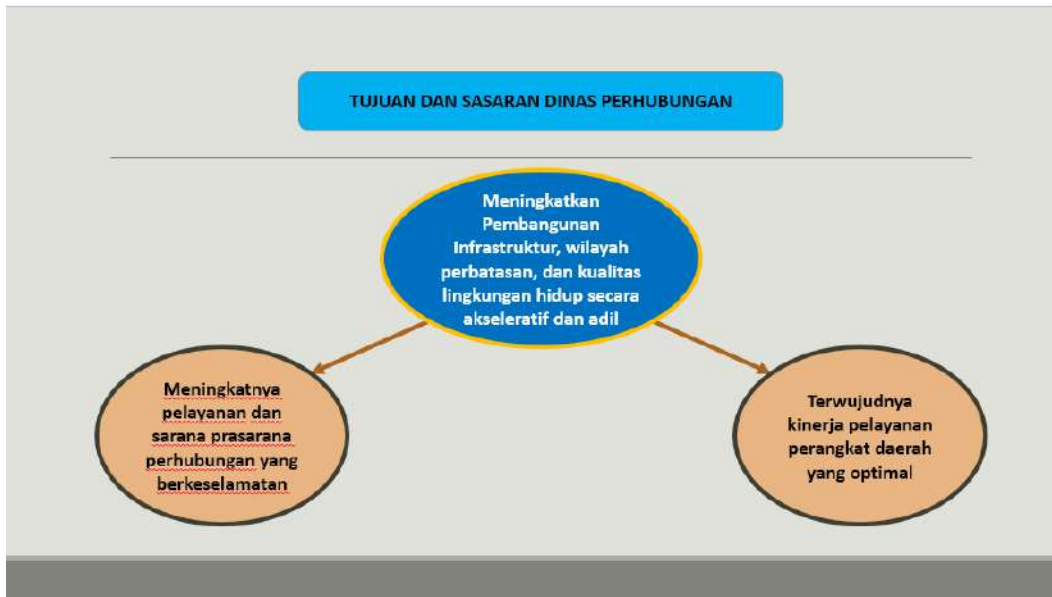 TUJUAN DAN SASARAN DINAS PERHUBUNGAN
Meningkatkan
Pembangunan
Infrastruktur, wilayah
perbatasan, dan kualitas
lingkungan hidup secara
akseleratif dan adil
Meningkatnya
pelayanan dan
sarana prasarana
perhubungan yang
berkeselamatan
Terwujudnya
kinerja pelayanan
perangkat daerah
yang optimal